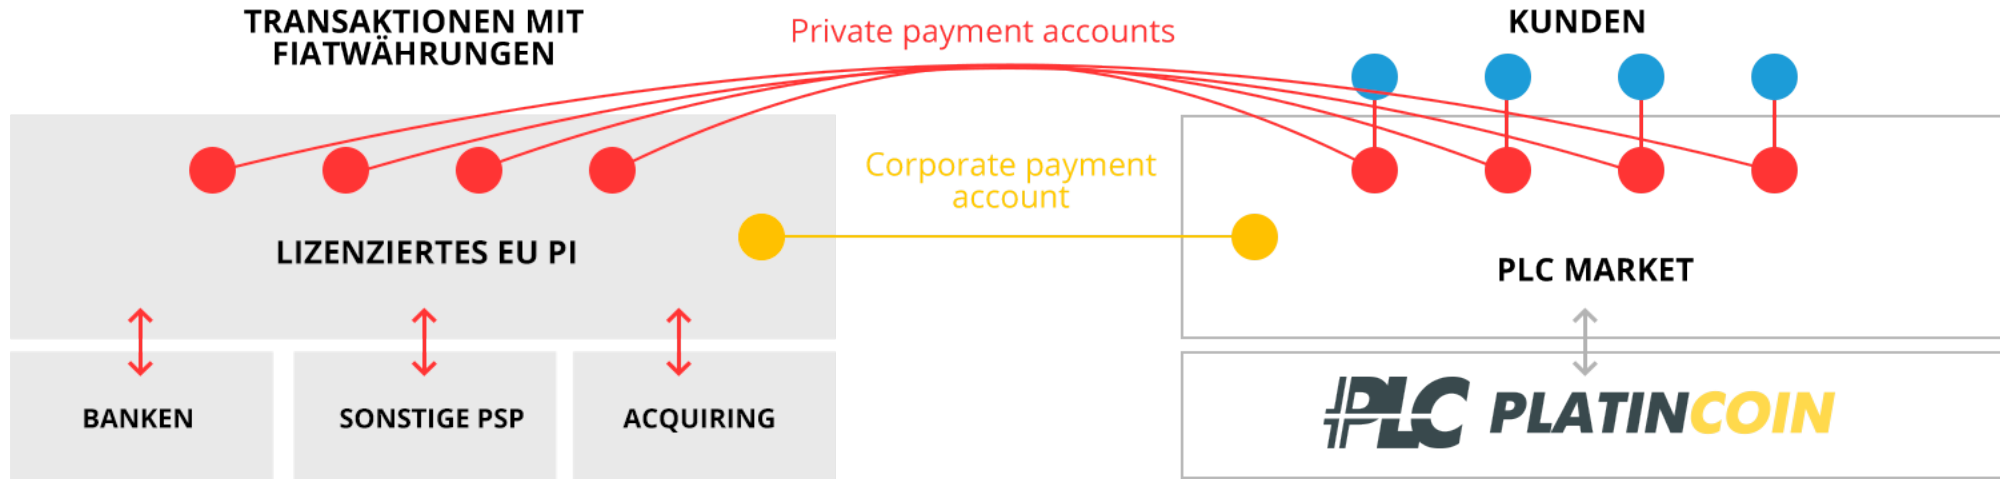 TRANSAKTIONEN MIT
FIATWÄHRUNGEN
Private payment accounts
KUNDEN
Corporate payment
account
LIZENZIERTES EU PI
PLC MARKET
BANKEN
SONSTIGE PSP
ACQUIRING
PLC PLATINCOIN